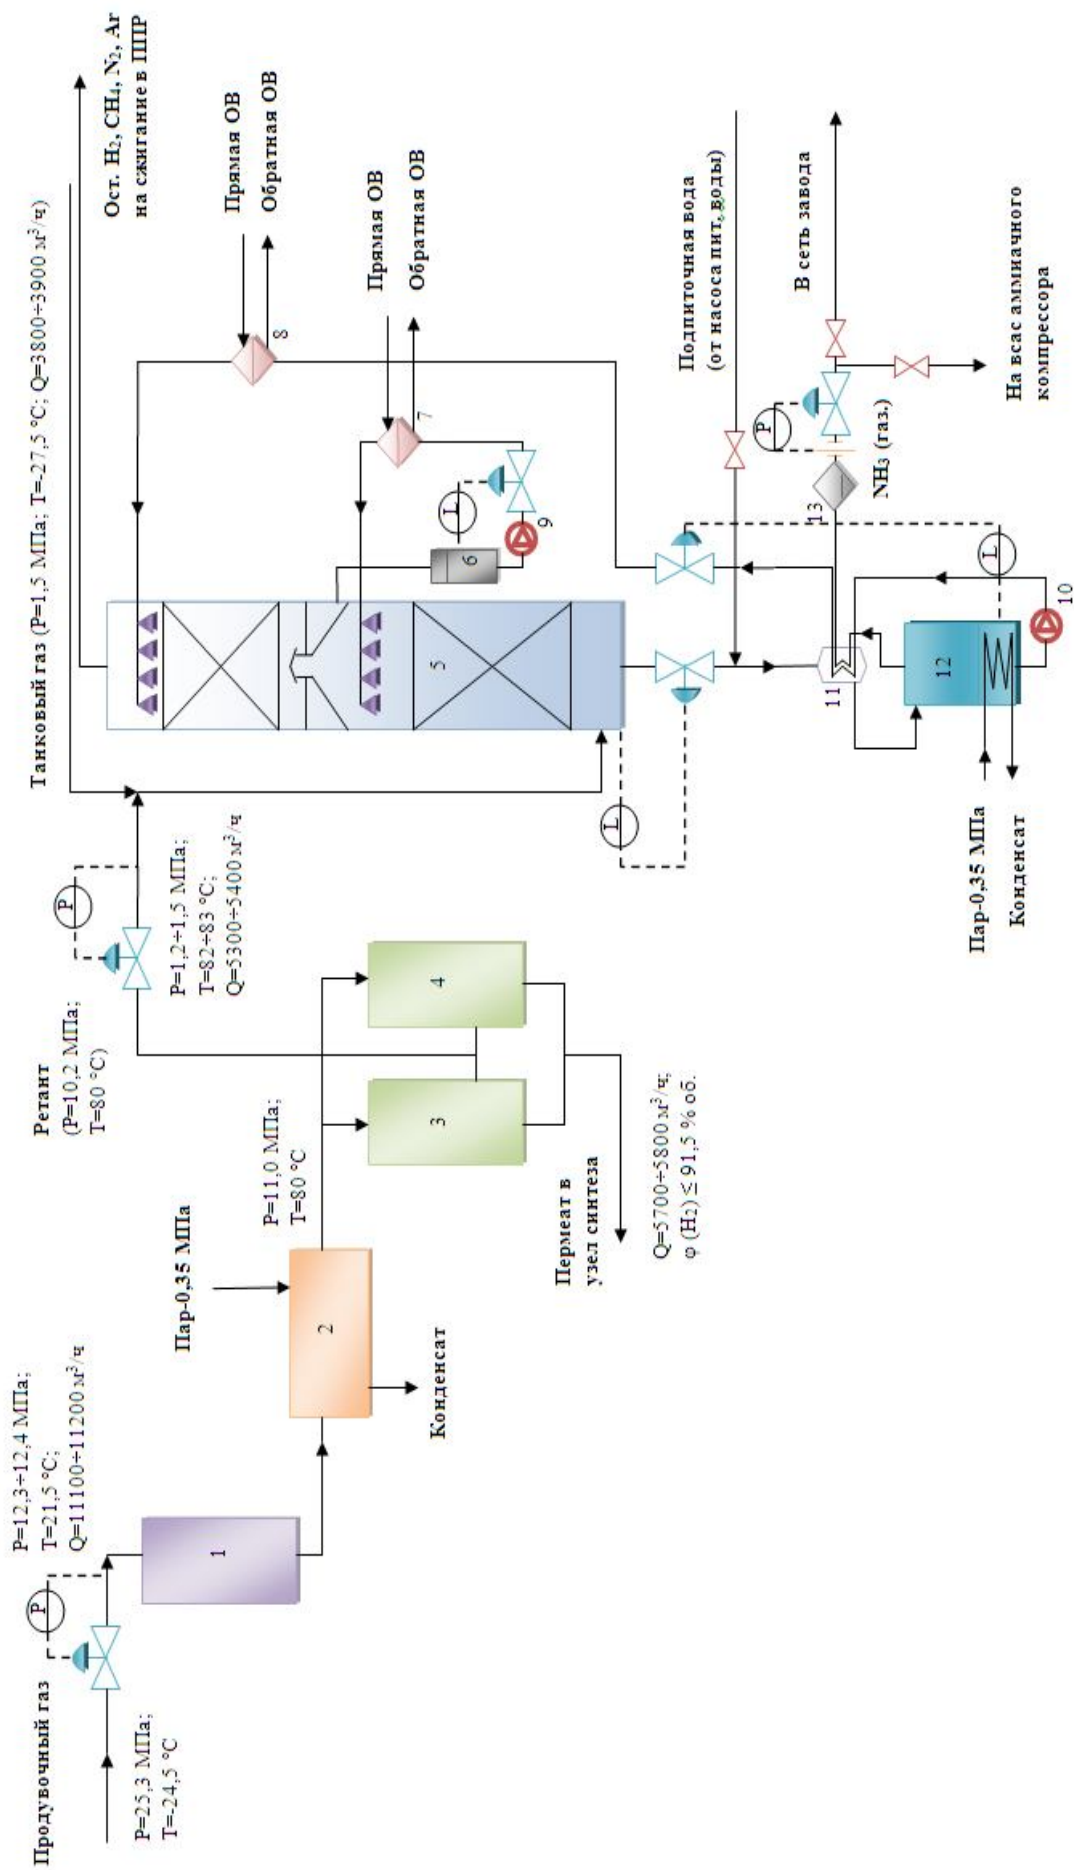 Продувочный газ
P=25,3 МПа;
T=-24,5 °C
P
P=12,3÷12,4 МПа;
T=21,5 °C;
Q=11100÷11200 м³/ч
1
Пар-0,35 МПа
2
Конденсат
P=11,0 МПа;
T=80 °C
3
4
Пермеат в
узел синтеза
Q=5700÷5800 м³/ч;
φ (H₂) ≤ 91,5 % об.
Ретант
(P=10,2 МПа;
T=80 °C)
P
P=1,2÷1,5 МПа;
T=82÷83 °C;
Q=5300÷5400 м³/ч
Танковый газ (P=1,5 МПа; T=-27,5 °C; Q=3800÷3900 м³/ч)
Ост. H₂, CH₄, N₂, Ar
на сжигание в ППР
Прямая ОВ
Обратная ОВ
8
Прямая ОВ
Обратная ОВ
7
5
6
L
9
L
Подпиточная вода
(от насоса пит. воды)
В сеть завода
P
NH₃ (газ.)
13
На всас аммиачного
компрессора
11
12
L
10
Пар-0,35 МПа
Конденсат